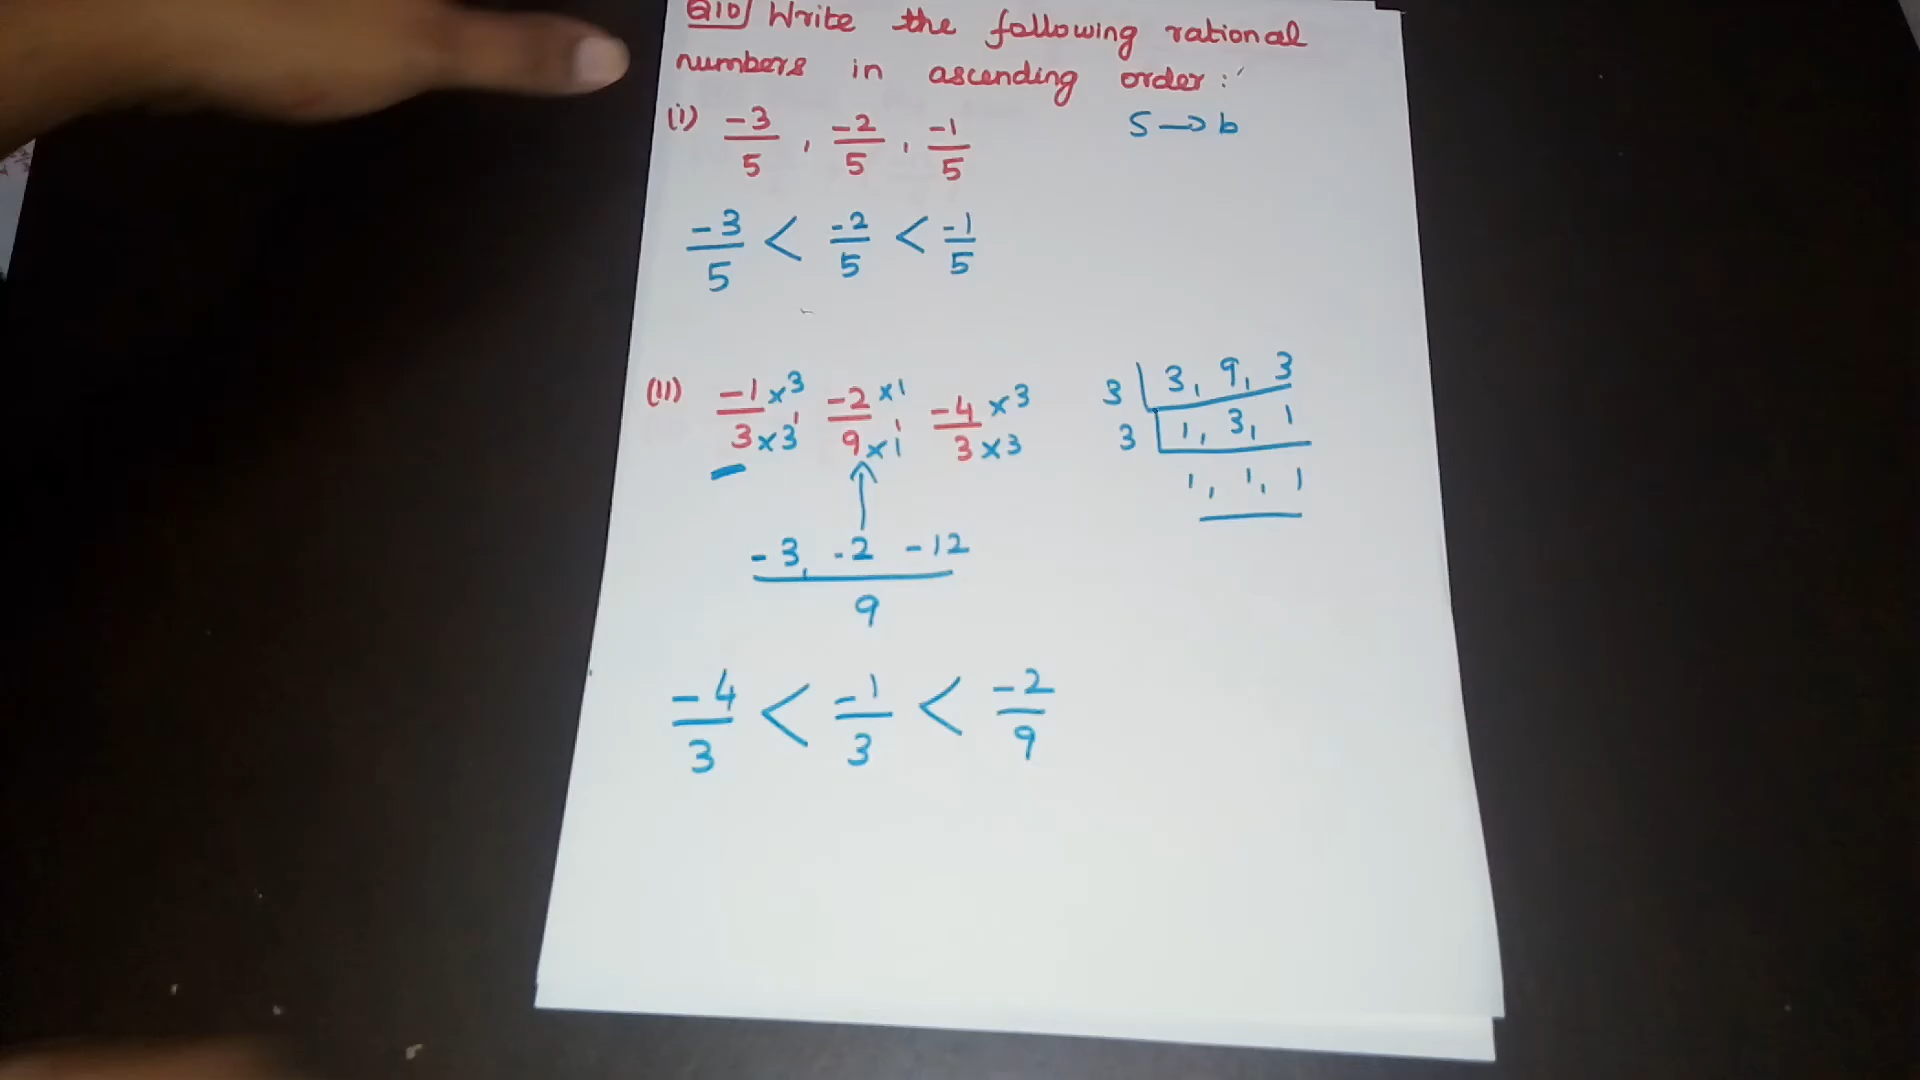 Q10) Write the following rational
numbers in ascending order :
S → b
(i) -3/5 , -2/5 , -1/5
-3/5 < -2/5 < -1/5
(ii) -1×3/3×3 , -2×1/9×1 , -4×3/3×3
3 | 3, 9, 3
3 | 1, 3, 1
1, 1, 1
-3, -2 -12
9
-4/3 < -1/3 < -2/9